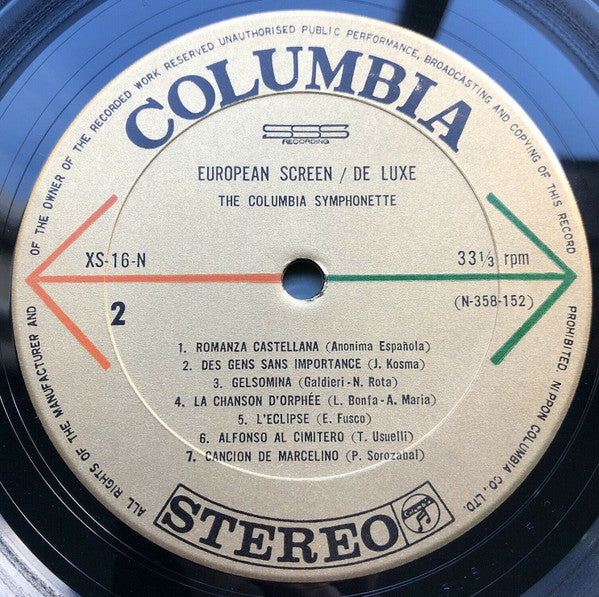 ALL RIGHTS OF THE MANUFACTURER AND OF THE OWNER OF THE RECORDED WORK RESERVED UNAUTHORISED PUBLIC PERFORMANCE, BROADCASTING AND COPYING OF THIS RECORD PROHIBITED. NIPPON COLUMBIA CO., LTD.
COLUMBIA
SSS
RECORDING
EUROPEAN SCREEN / DE LUXE
THE COLUMBIA SYMPHONETTE
XS-16-N
33 1/3 rpm
2
(N-358-152)
1. ROMANZA CASTELLANA (Anonima Española)
2. DES GENS SANS IMPORTANCE (J. Kosma)
3. GELSOMINA (Galdieri-N. Rota)
4. LA CHANSON D'ORPHÉE (L. Bonfa-A. Maria)
5. L'ECLIPSE (E. Fusco)
6. ALFONSO AL CIMITERO (T. Usuelli)
7. CANCION DE MARCELINO (P. Sorozabal)
STEREO